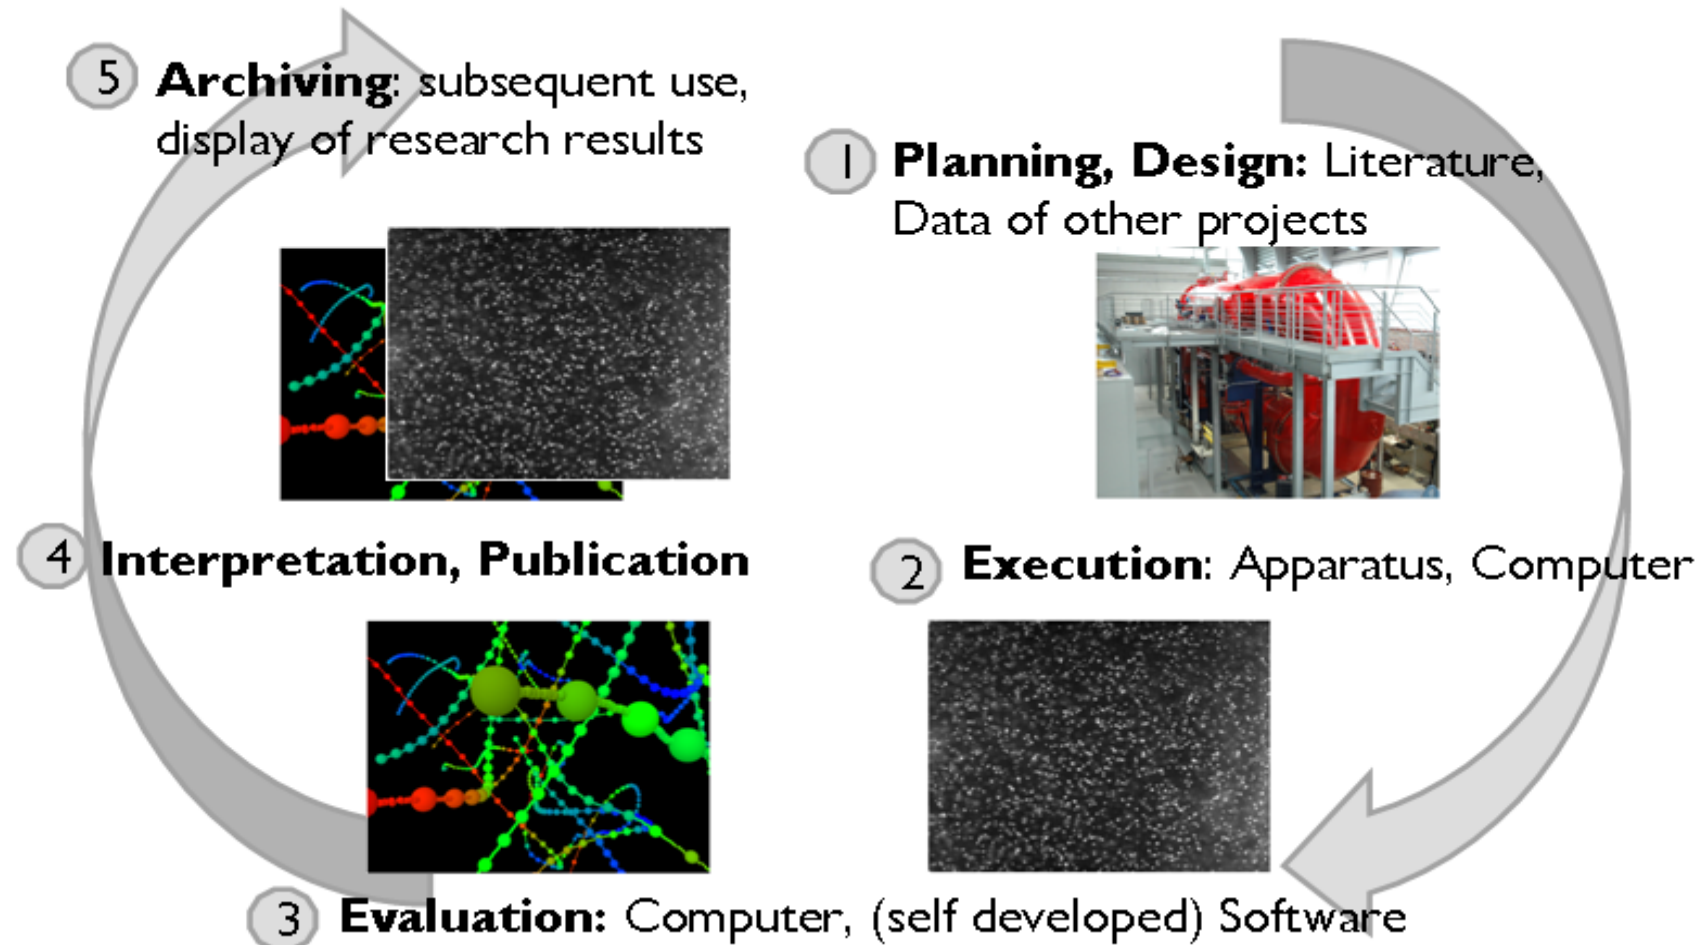 5 Archiving: subsequent use,
display of research results
1 Planning, Design: Literature,
Data of other projects
2 Execution: Apparatus, Computer
3 Evaluation: Computer, (self developed) Software
4 Interpretation, Publication